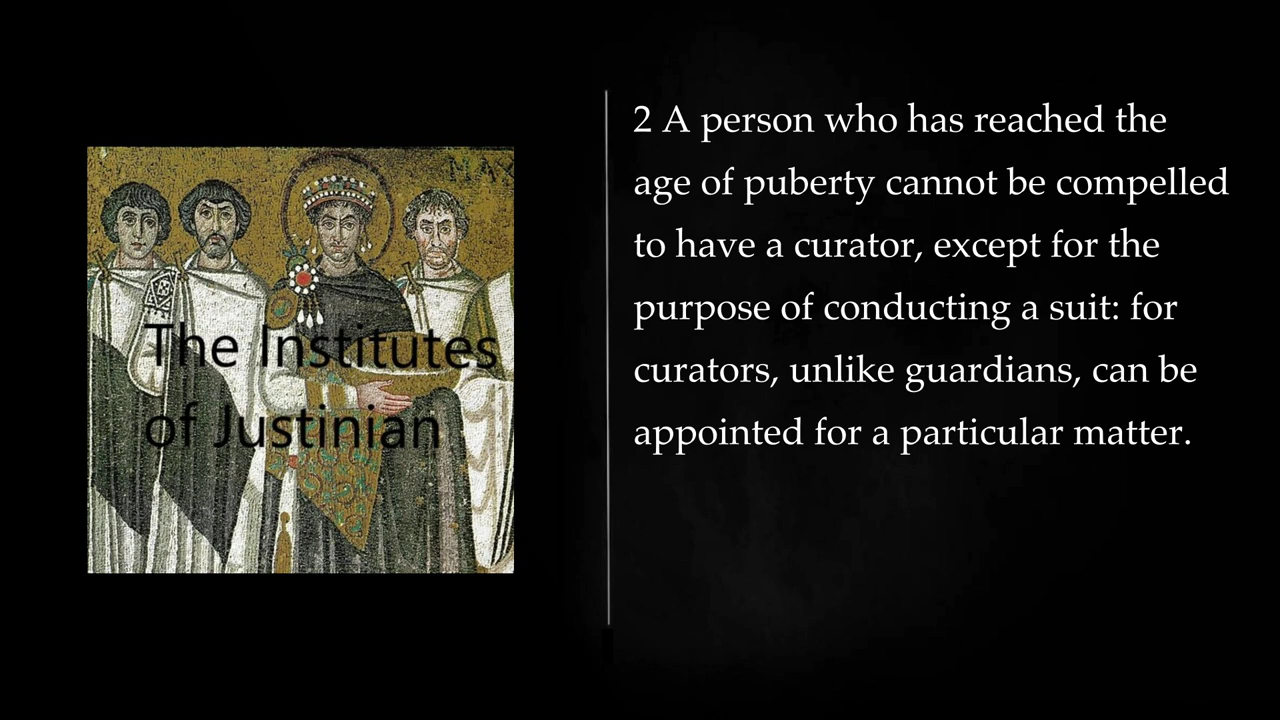 MAX
The Institutes
of Justinian
2 A person who has reached the
age of puberty cannot be compelled
to have a curator, except for the
purpose of conducting a suit: for
curators, unlike guardians, can be
appointed for a particular matter.